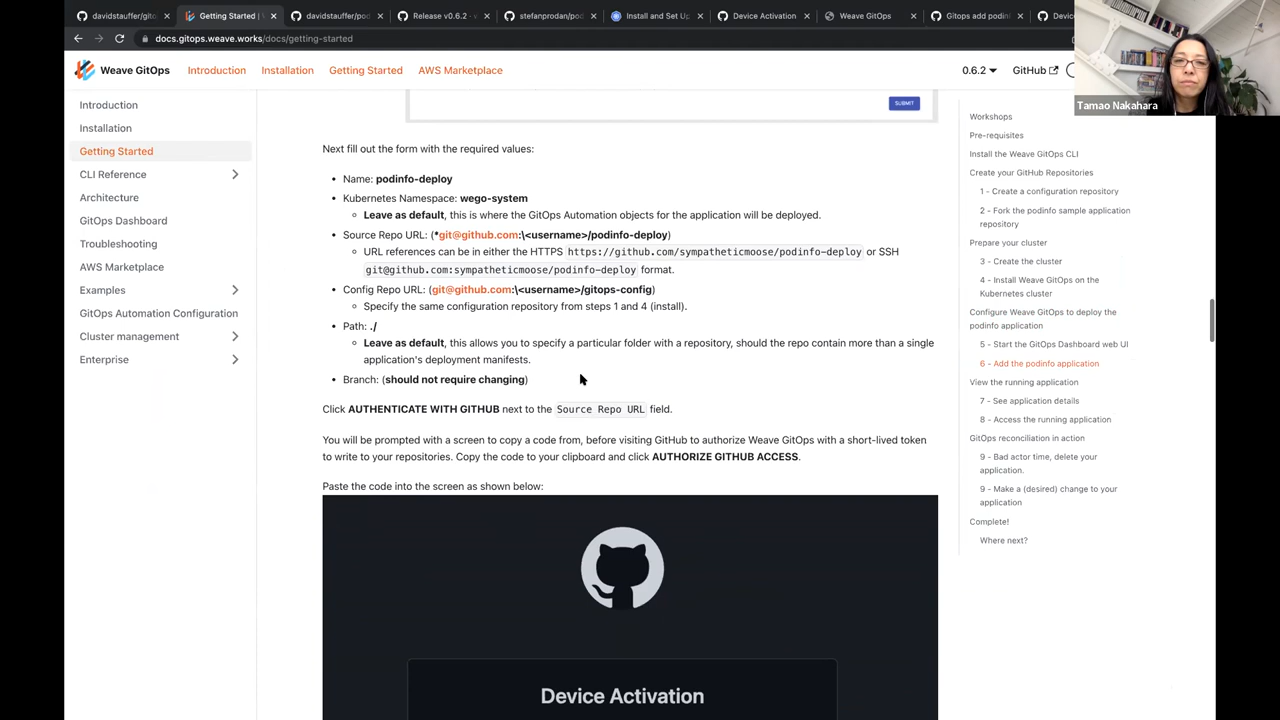 davidstauffer/gito
Getting Started | W
davidstauffer/pod
Release v0.6.2 · w
stefanprodan/pod
Install and Set Up
Device Activation
Weave GitOps
Gitops add podin
Devic
docs.gitops.weave.works/docs/getting-started
Weave GitOps
Introduction
Installation
Getting Started
AWS Marketplace
0.6.2
GitHub
Tamao Nakahara
Introduction
Installation
Getting Started
CLI Reference
Architecture
GitOps Dashboard
Troubleshooting
AWS Marketplace
Examples
GitOps Automation Configuration
Cluster management
Enterprise
SUBMIT
Next fill out the form with the required values:
• Name: podinfo-deploy
• Kubernetes Namespace: wego-system
Leave as default, this is where the GitOps Automation objects for the application will be deployed.
• Source Repo URL: (*git@github.com:\<username>/podinfo-deploy)
URL references can be in either the HTTPS https://github.com/sympatheticmoose/podinfo-deploy or SSH
git@github.com:sympatheticmoose/podinfo-deploy format.
• Config Repo URL: (git@github.com:\<username>/gitops-config)
Specify the same configuration repository from steps 1 and 4 (install).
• Path: ./
Leave as default, this allows you to specify a particular folder with a repository, should the repo contain more than a single
application's deployment manifests.
• Branch: (should not require changing)
Click AUTHENTICATE WITH GITHUB next to the Source Repo URL field.
You will be prompted with a screen to copy a code from, before visiting GitHub to authorize Weave GitOps with a short-lived token
to write to your repositories. Copy the code to your clipboard and click AUTHORIZE GITHUB ACCESS.
Paste the code into the screen as shown below:
Device Activation
Workshops
Pre-requisites
Install the Weave GitOps CLI
Create your GitHub Repositories
1 - Create a configuration repository
2 - Fork the podinfo sample application
repository
Prepare your cluster
3 - Create the cluster
4 - Install Weave GitOps on the
Kubernetes cluster
Configure Weave GitOps to deploy the
podinfo application
5 - Start the GitOps Dashboard web UI
6 - Add the podinfo application
View the running application
7 - See application details
8 - Access the running application
GitOps reconciliation in action
9 - Bad actor time, delete your
application.
9 - Make a (desired) change to your
application
Complete!
Where next?